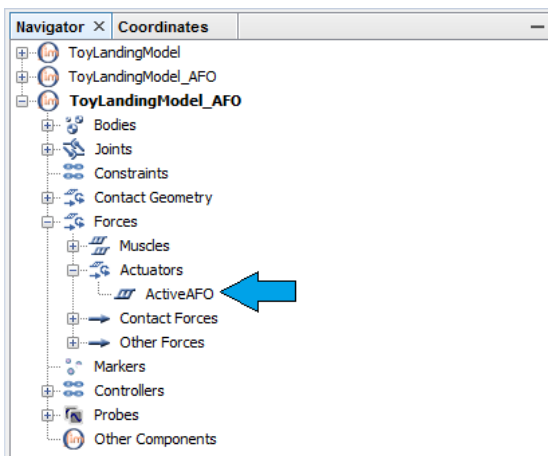 Navigator × Coordinates
ToyLandingModel
ToyLandingModel_AFO
ToyLandingModel_AFO
Bodies
Joints
Constraints
Contact Geometry
Forces
Muscles
Actuators
ActiveAFO
Contact Forces
Other Forces
Markers
Controllers
Probes
Other Components